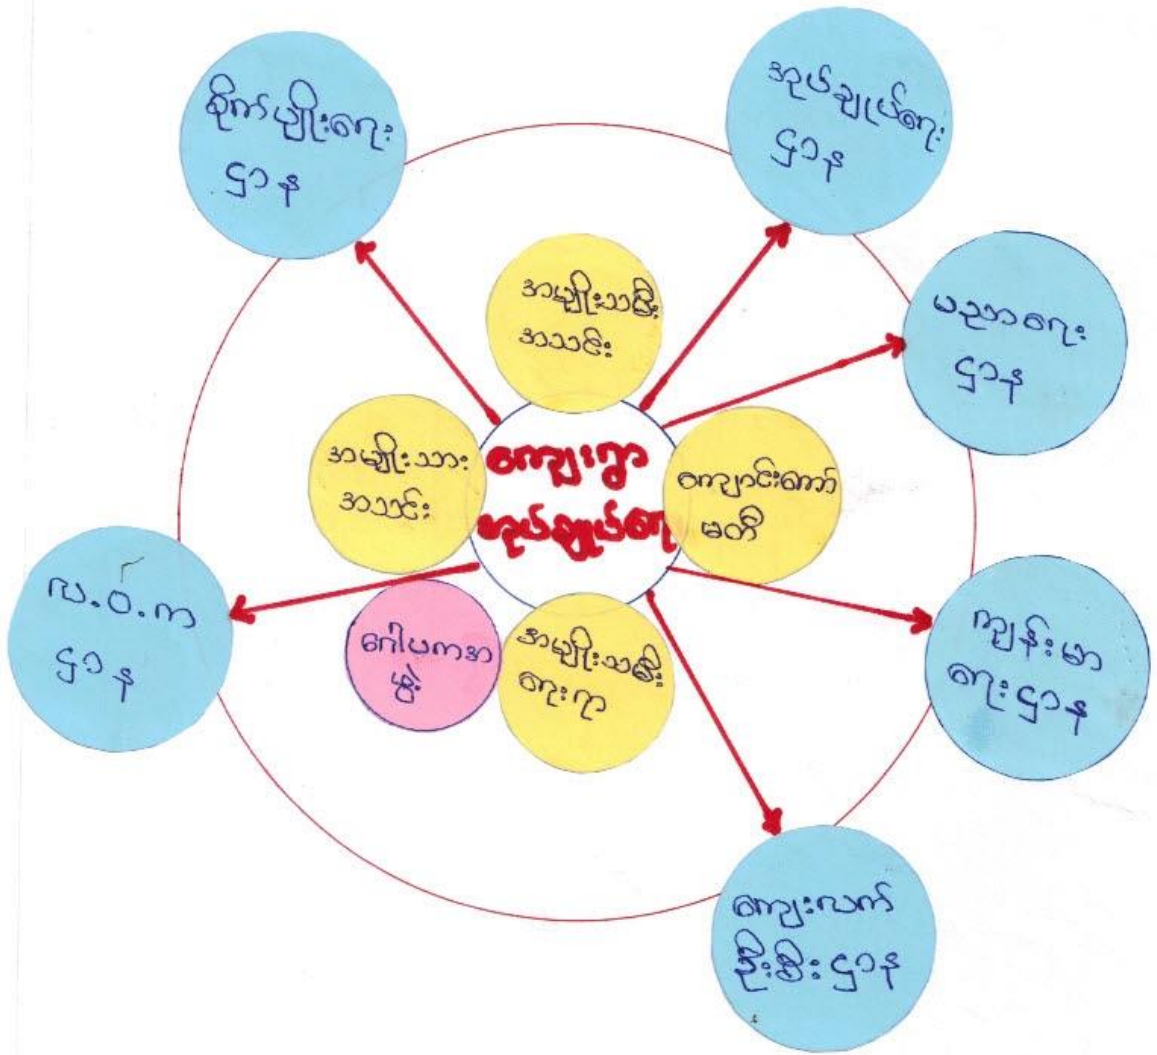 စိုက်ပျိုးရေး
ဌာန
အုပ်ချုပ်ရေး
ဌာန
ပညာရေး
ဌာန
အမျိုးသမီး
အသင်း
အမျိုးသား
အသင်း
ကျေးရွာ
အုပ်ချုပ်ရေး
ကျောင်းကော်
မတီ
လ.ဝ.က
ဌာန
ဂေါပကအ
ဖွဲ့
အမျိုးသမီး
ရေးရာ
ကျန်းမာ
ရေးဌာန
ကျေးလက်
ဦးစီးဌာန